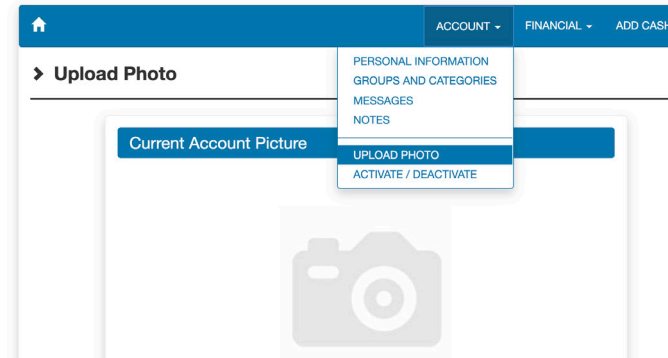 ACCOUNT
FINANCIAL
ADD CASH
Upload Photo
PERSONAL INFORMATION
GROUPS AND CATEGORIES
MESSAGES
NOTES
UPLOAD PHOTO
ACTIVATE / DEACTIVATE
Current Account Picture